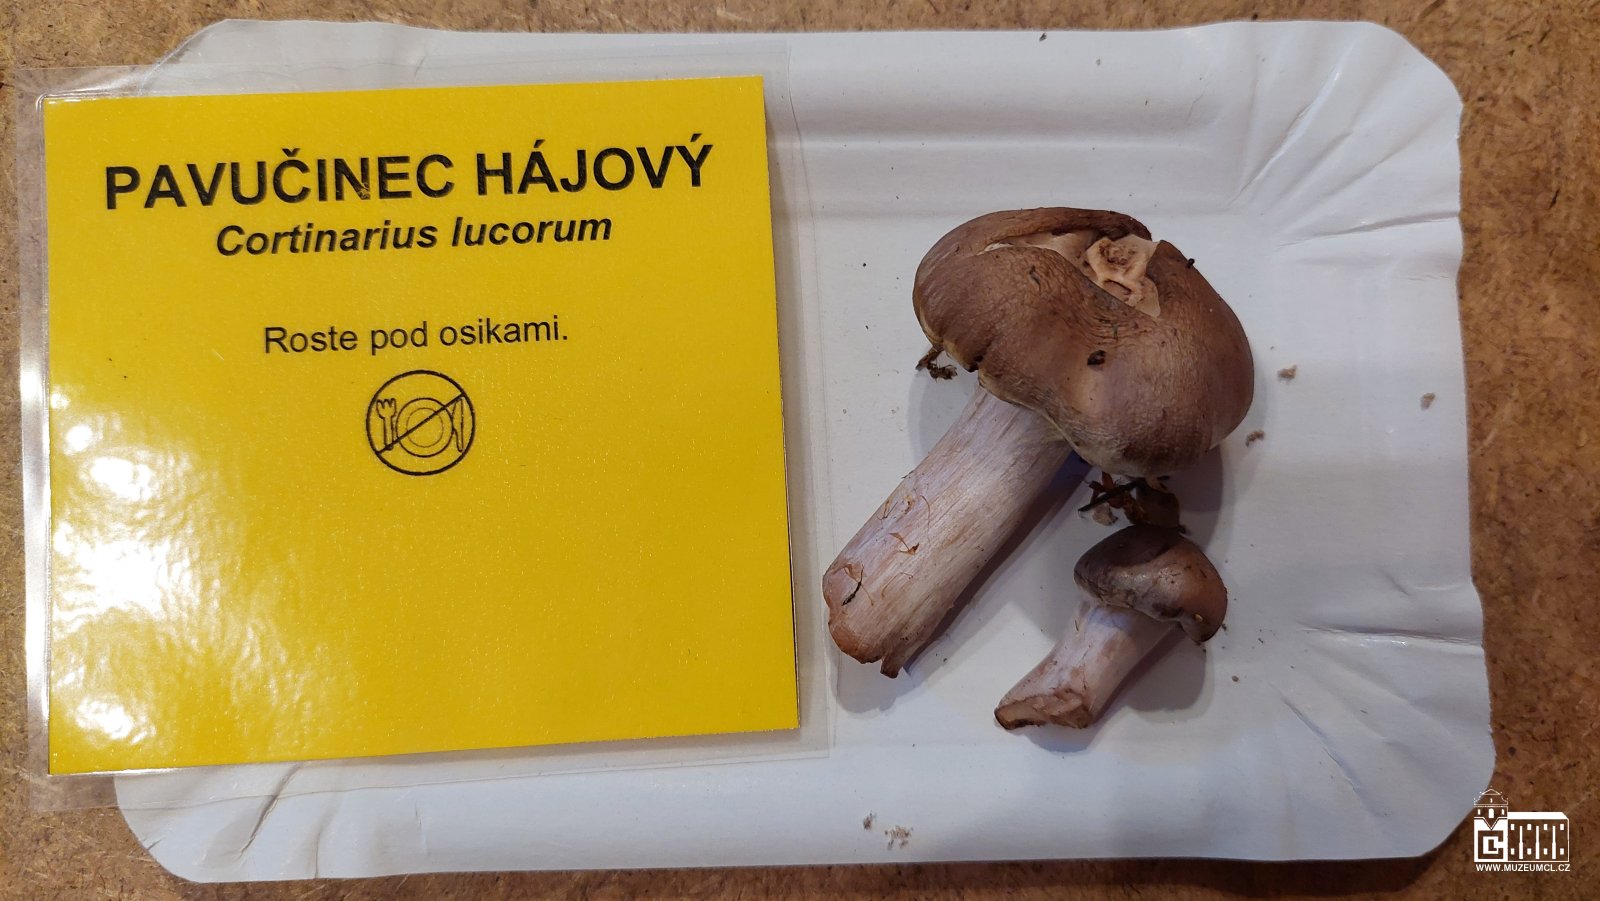 PAVUČINEC HÁJOVÝ
Cortinarius lucorum
Roste pod osikami.
WWW.MUZEUMCL.CZ